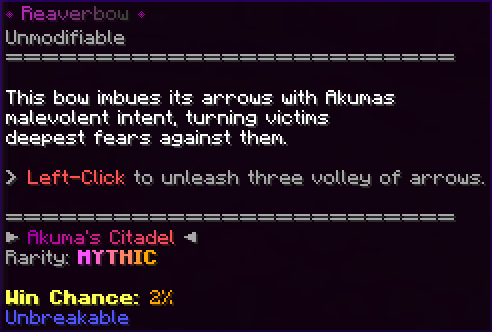 ◆ Reaverbow ◆
Unmodifiable
==============================
This bow imbues its arrows with Akumas
malevolent intent, turning victims
deepest fears against them.
> Left-Click to unleash three volley of arrows.
==============================
► Akuma's Citadel ◄
Rarity: MYTHIC
Win Chance: 2%
Unbreakable